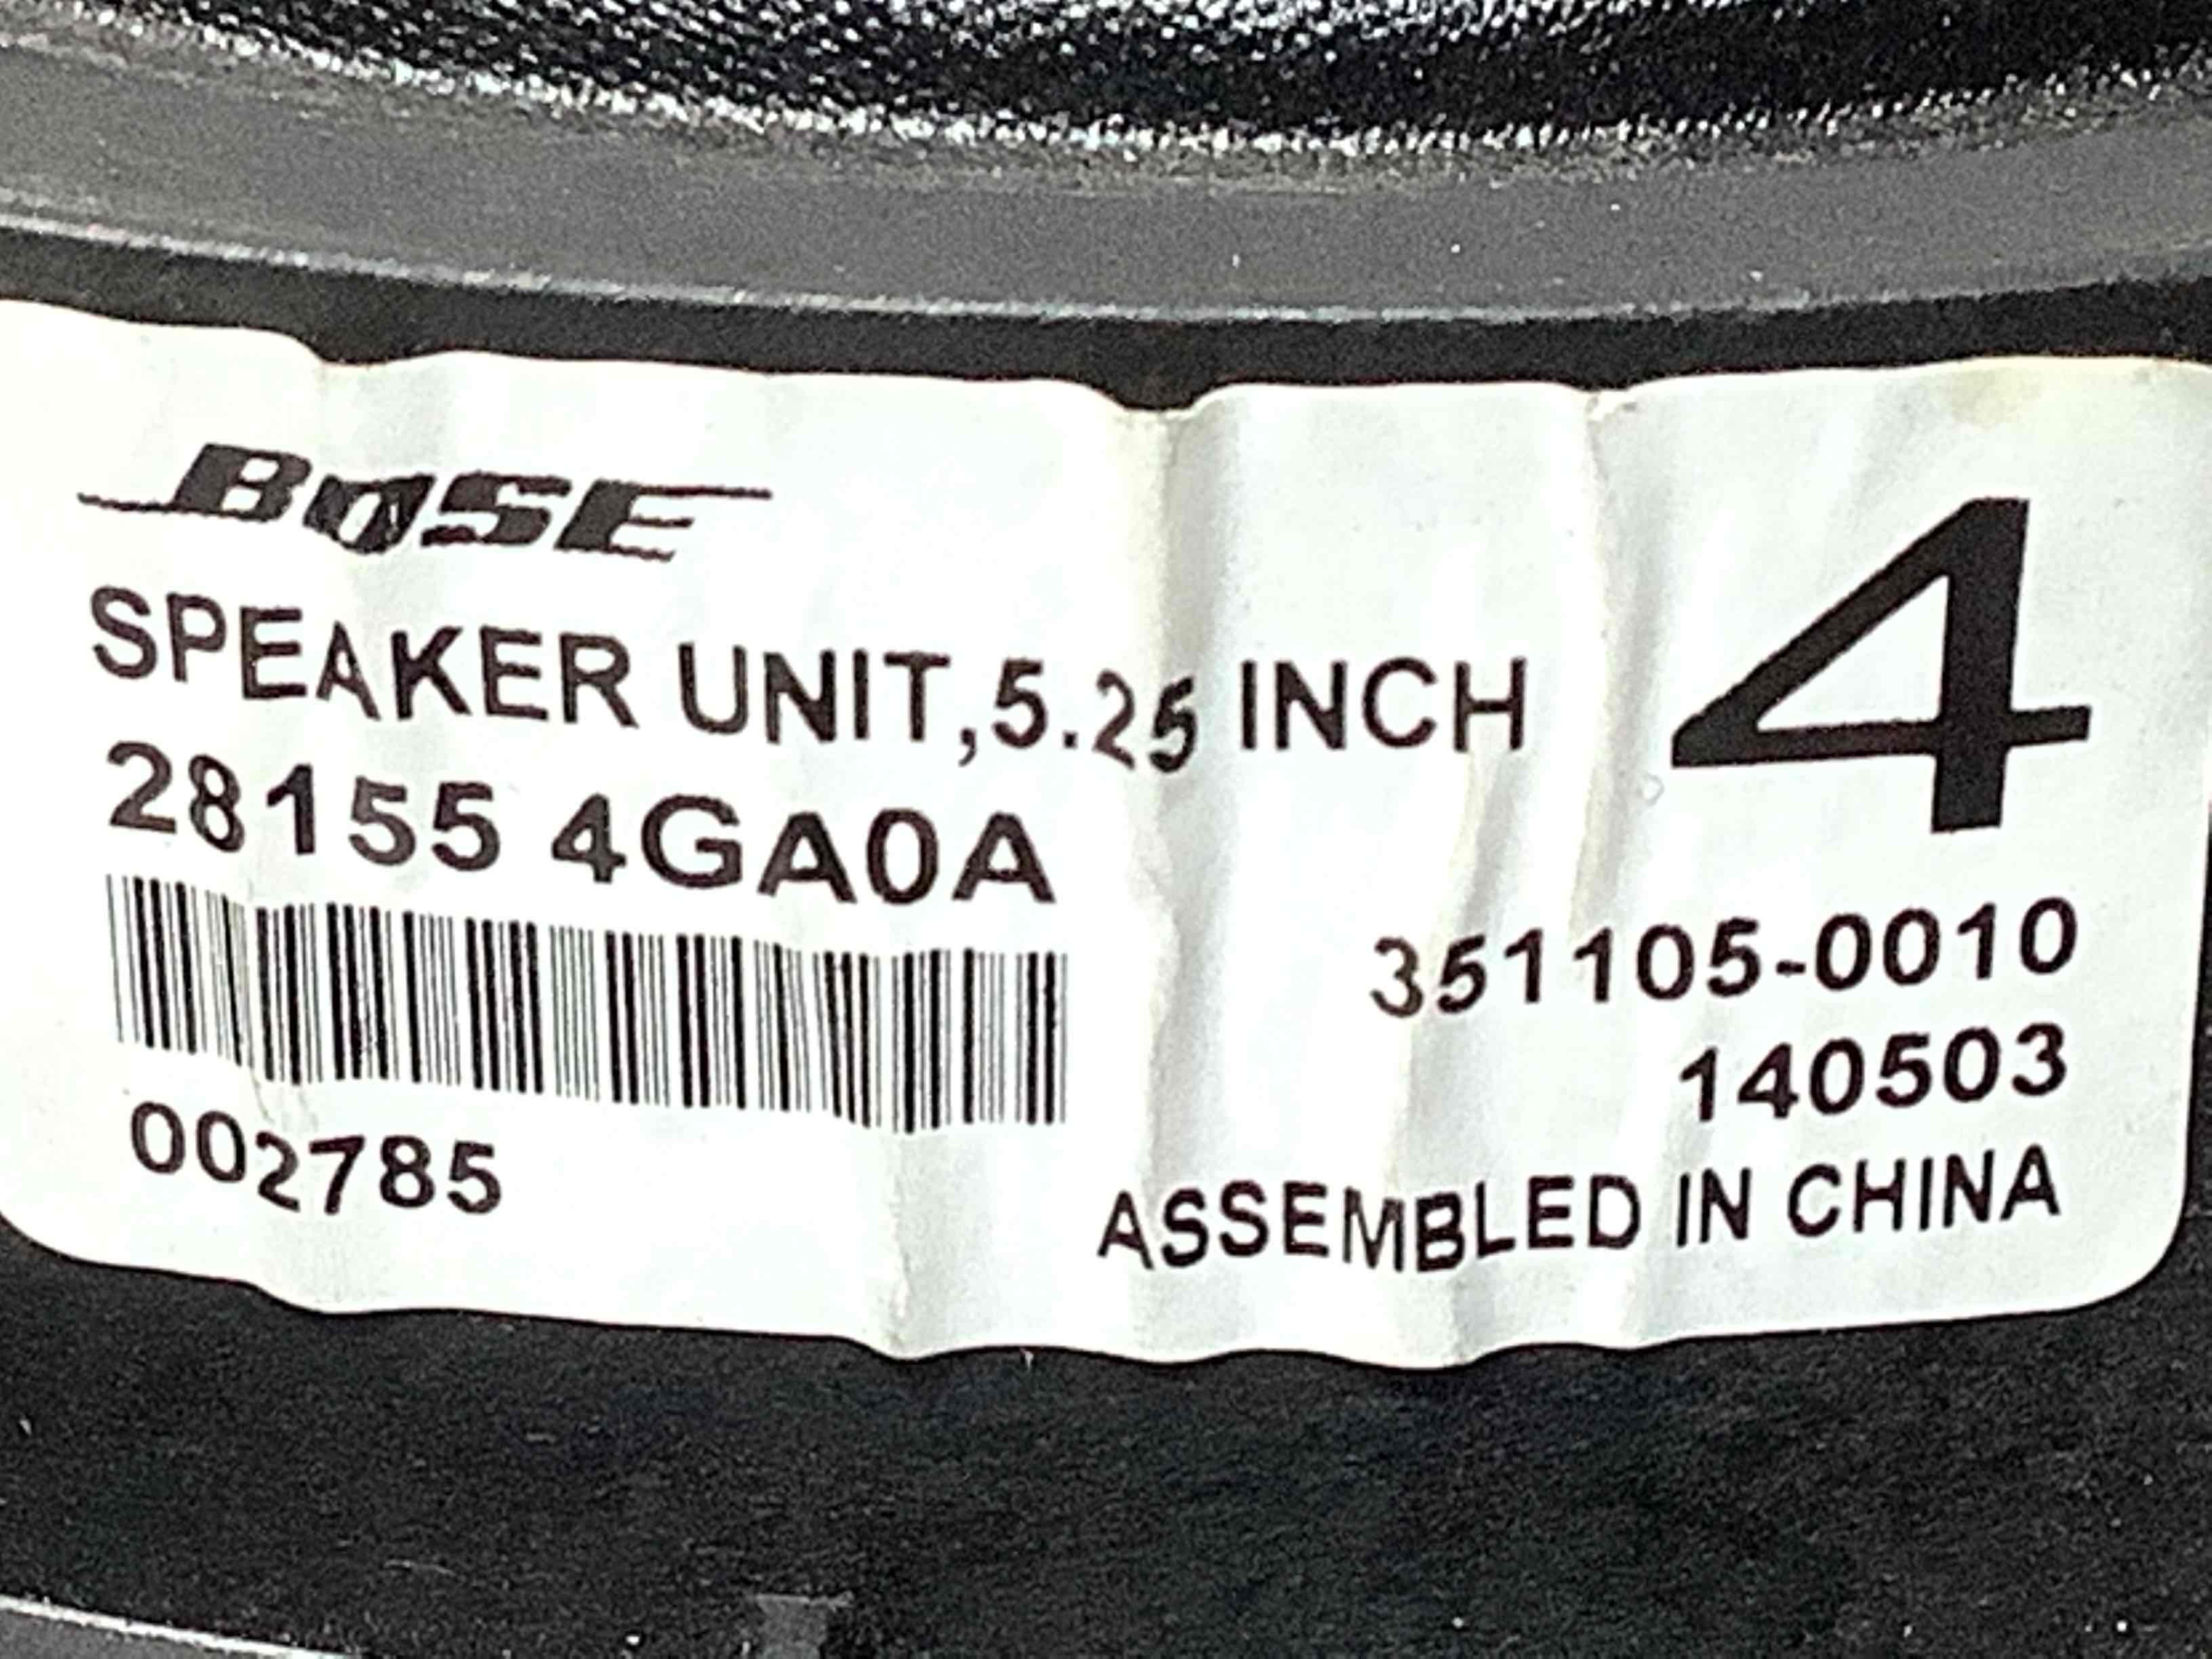 BOSE
SPEAKER UNIT,5.25 INCH
4
28155 4GA0A
351105-0010
140503
002785
ASSEMBLED IN CHINA